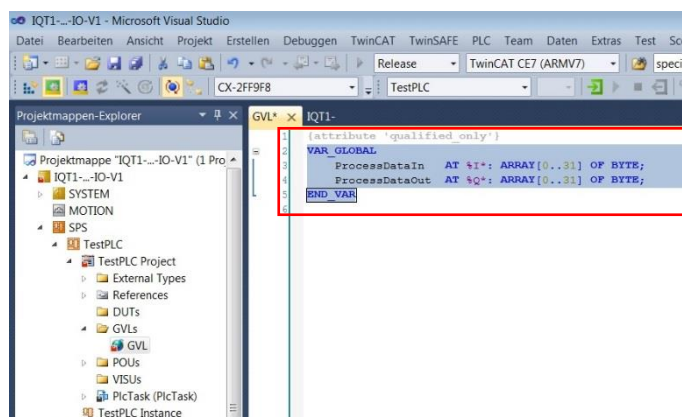 IQT1-...-IO-V1 - Microsoft Visual Studio
Datei Bearbeiten Ansicht Projekt Erstellen Debuggen TwinCAT TwinSAFE PLC Team Daten Extras Test
Release TwinCAT CE7 (ARMV7) speci
CX-2FF9F8 TestPLC
Projektmappen-Explorer
GVL* IQT1-
Projektmappe "IQT1-...-IO-V1" (1 Pro
IQT1-...-IO-V1
SYSTEM
MOTION
SPS
TestPLC
TestPLC Project
External Types
References
DUTs
GVLs
GVL
POUs
VISUs
PlcTask (PlcTask)
TestPLC Instance
1 {attribute 'qualified_only'}
2 VAR_GLOBAL
3 ProcessDataIn AT %I*: ARRAY[0..31] OF BYTE;
4 ProcessDataOut AT %Q*: ARRAY[0..31] OF BYTE;
5 END_VAR
6